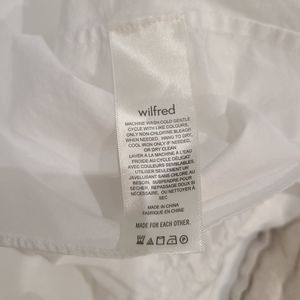 wilfred
MACHINE WASH COLD GENTLE
CYCLE WITH LIKE COLOURS,
ONLY NON-CHLORINE BLEACH
WHEN NEEDED, HANG TO DRY,
COOL IRON ONLY IF NEEDED,
OR DRY CLEAN
LAVER À LA MACHINE À L'EAU
FROIDE AU CYCLE DÉLICAT
AVEC COULEURS SEMBLABLES,
UTILISER SEULEMENT UN
JAVELLISANT SANS CHLORE AU
BESOIN, SUSPENDRE POUR
SÉCHER, REPASSAGE DOUX SI
NÉCESSAIRE, OU NETTOYER À
SEC
MADE IN CHINA
FABRIQUÉ EN CHINE
MADE FOR EACH OTHER.